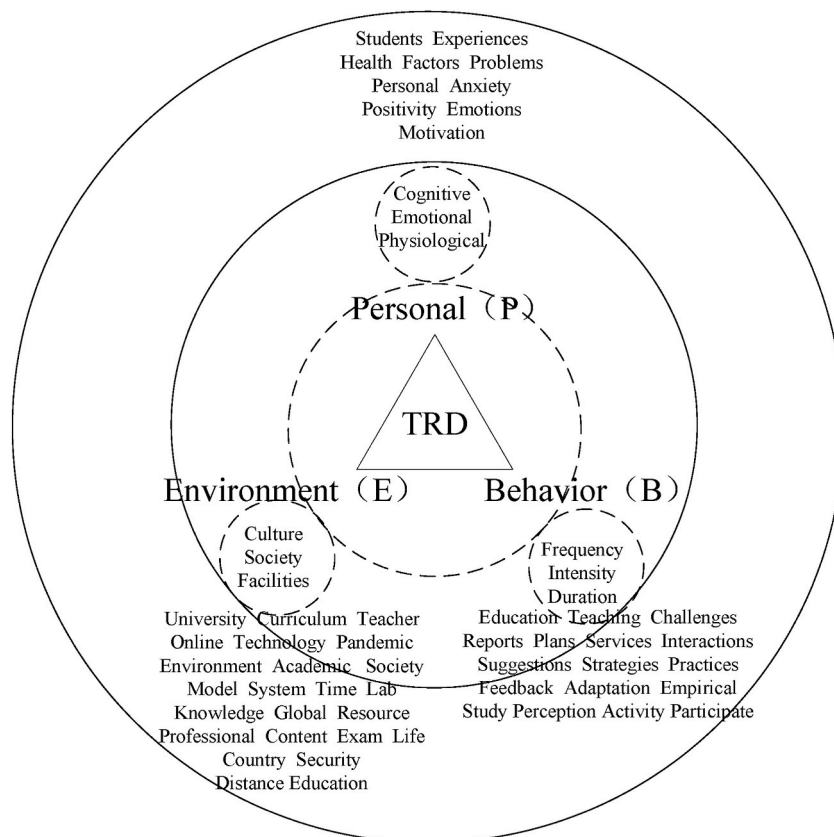 Students Experiences
Health Factors Problems
Personal Anxiety
Positivity Emotions
Motivation
Cognitive
Emotional
Physiological
Personal（P）
TRD
Environment（E）
Behavior（B）
Culture
Society
Facilities
Frequency
Intensity
Duration
University Curriculum Teacher
Online Technology Pandemic
Environment Academic Society
Model System Time Lab
Knowledge Global Resource
Professional Content Exam Life
Country Security
Distance Education
Education Teaching Challenges
Reports Plans Services Interactions
Suggestions Strategies Practices
Feedback Adaptation Empirical
Study Perception Activity Participate